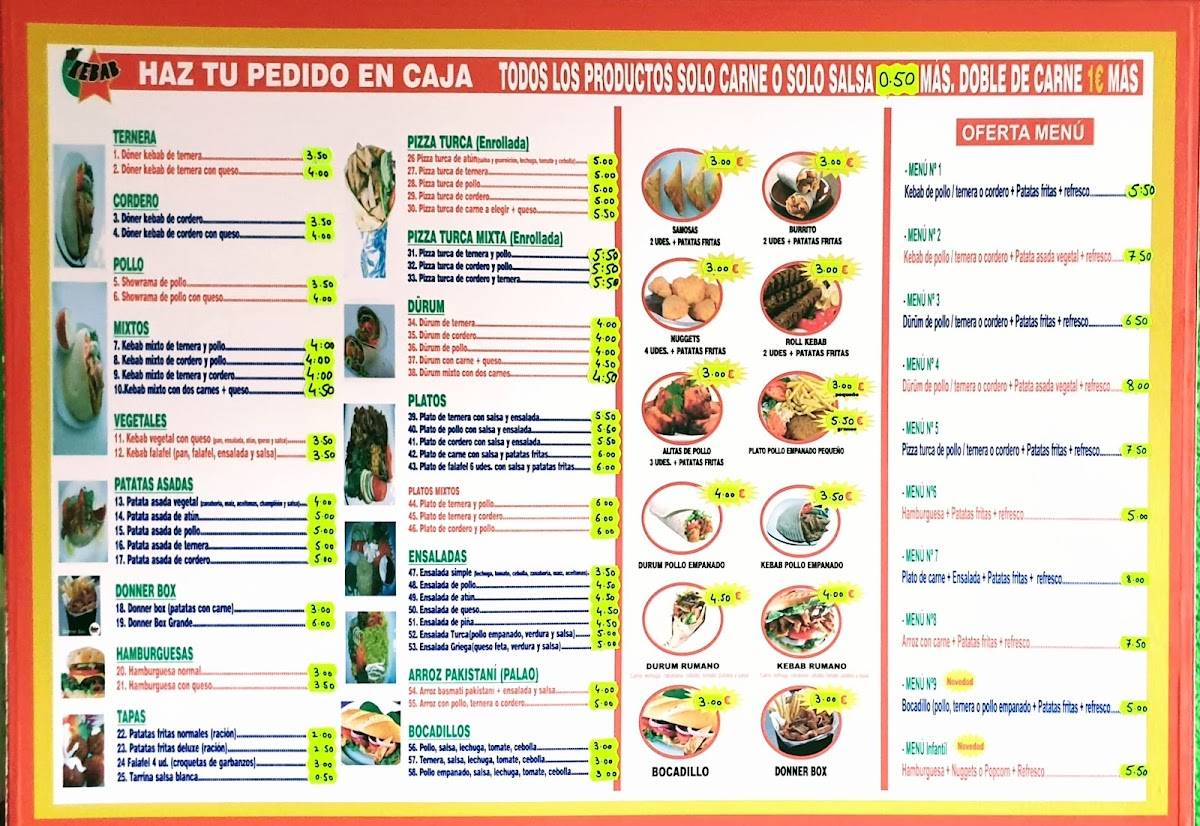 KEBAB
HAZ TU PEDIDO EN CAJA
TODOS LOS PRODUCTOS SOLO CARNE O SOLO SALSA 0.50 MÁS. DOBLE DE CARNE 1€ MÁS
TERNERA
1. Döner kebab de ternera 3.50
2. Döner kebab de ternera con queso 4.00
CORDERO
3. Döner kebab de cordero 3.50
4. Döner kebab de cordero con queso 4.00
POLLO
5. Showrama de pollo 3.50
6. Showrama de pollo con queso 4.00
MIXTOS
7. Kebab mixto de ternera y pollo 4:00
8. Kebab mixto de cordero y pollo 4:00
9. Kebab mixto de ternera y cordero 4:00
10.Kebab mixto con dos carnes + queso 4:50
VEGETALES
11. Kebab vegetal con queso (pan, ensalada, atún, queso y salsa) 3.50
12. Kebab falafel (pan, falafel, ensalada y salsa) 3.50
PATATAS ASADAS
13. Patata asada vegetal (zanahoria, maiz, aceitunas, champiñón y salsa) 4.00
14. Patata asada de atún 5.00
15. Patata asada de pollo 5.00
16. Patata asada de ternera 5.00
17. Patata asada de cordero 5.00
DONNER BOX
18. Donner box (patatas con carne) 3.00
19. Donner Box Grande 6.00
HAMBURGUESAS
20. Hamburguesa normal 3.00
21. Hamburguesa con queso 3.50
TAPAS
22. Patatas fritas normales (ración) 2.00
23. Patatas fritas deluxe (ración) 2.50
24 Falafel 4 ud. (croquetas de garbanzos) 3.00
25. Tarrina salsa blanca 0.50
PIZZA TURCA (Enrollada)
26 Pizza turca de atún(salsa y guarnicion, lechuga, tomate y cebolla) 5.00
27. Pizza turca de ternera 5.00
28. Pizza turca de pollo 5.00
29. Pizza turca de cordero 5.00
30. Pizza turca de carne a elegir + queso 5.50
PIZZA TURCA MIXTA (Enrollada)
31. Pizza turca de ternera y pollo 5:50
32. Pizza turca de cordero y pollo 5:50
33. Pizza turca de cordero y ternera 5:50
DÜRUM
34. Dürum de ternera 4.00
35. Dürum de cordero 4.00
36. Dürum de pollo 4.00
37. Dürum con carne + queso 4.50
38. Dürum mixto con dos carnes 4:50
PLATOS
39. Plato de ternera con salsa y ensalada 5.50
40. Plato de pollo con salsa y ensalada 5.50
41. Plato de cordero con salsa y ensalada 5.50
42. Plato de carne con salsa y patatas fritas 6.00
43. Plato de falafel 6 udes. con salsa y patatas fritas 6.00
PLATOS MIXTOS
44. Plato de ternera y pollo 6.00
45. Plato de ternera y cordero 6.00
46. Plato de cordero y pollo 6.00
ENSALADAS
47. Ensalada simple (lechuga, tomate, cebolla, zanahoria, maiz, aceitunas) 3.50
48. Ensalada de pollo 4.50
49. Ensalada de atún 4.50
50. Ensalada de queso 4.50
51. Ensalada de piña 4.50
52. Ensalada Turca(pollo empanado, verdura y salsa) 5.00
53. Ensalada Griega(queso feta, verdura y salsa) 5.00
ARROZ PAKISTANÍ (PALAO)
54. Arroz basmati pakistani + ensalada y salsa 4.00
55. Arroz con pollo, ternera o cordero 5.00
BOCADILLOS
56. Pollo, salsa, lechuga, tomate, cebolla 3.00
57. Ternera, salsa, lechuga, tomate, cebolla 3.00
58. Pollo empanado, salsa, lechuga, tomate, cebolla 3.00
3.00 €
SAMOSAS
2 UDES. + PATATAS FRITAS
3.00 €
BURRITO
2 UDES + PATATAS FRITAS
3.00 €
NUGGETS
4 UDES. + PATATAS FRITAS
3.00 €
ROLL KEBAB
2 UDES + PATATAS FRITAS
3.00 €
ALITAS DE POLLO
3 UDES. + PATATAS FRITAS
3.00 €
pequeño
5.50 €
grande
PLATO POLLO EMPANADO PEQUEÑO
4.00 €
DURUM POLLO EMPANADO
3.50 €
KEBAB POLLO EMPANADO
4.50 €
DURUM RUMANO
4.00 €
KEBAB RUMANO
3.00 €
BOCADILLO
3.00 €
DONNER BOX
OFERTA MENÚ
- MENÚ Nº 1
Kebab de pollo / ternera o cordero + Patatas fritas + refresco 5:50
- MENÚ Nº 2
Kebab de pollo / ternera o cordero + Patata asada vegetal + refresco 7.50
- MENÚ Nº 3
Dürüm de pollo / ternera o cordero + Patatas fritas + refresco 6.50
- MENÚ Nº 4
Dürüm de pollo / ternera o cordero + Patata asada vegetal + refresco 8.00
- MENÚ Nº 5
Pizza turca de pollo / ternera o cordero + Patatas fritas + refresco 7.50
- MENÚ Nº6
Hamburguesa + Patatas fritas + refresco 5.00
- MENÚ Nº 7
Plato de carne + Ensalada + Patatas fritas + refresco 8.00
- MENÚ Nº8
Arroz con carne + Patatas fritas + refresco 7.50
- MENÚ Nº9 Novedad
Bocadillo (pollo, ternera o pollo empanado + Patatas fritas + refresco 5.00
- MENÚ Infantil Novedad
Hamburguesa + Nuggets o Popcorn + Refresco 5.50